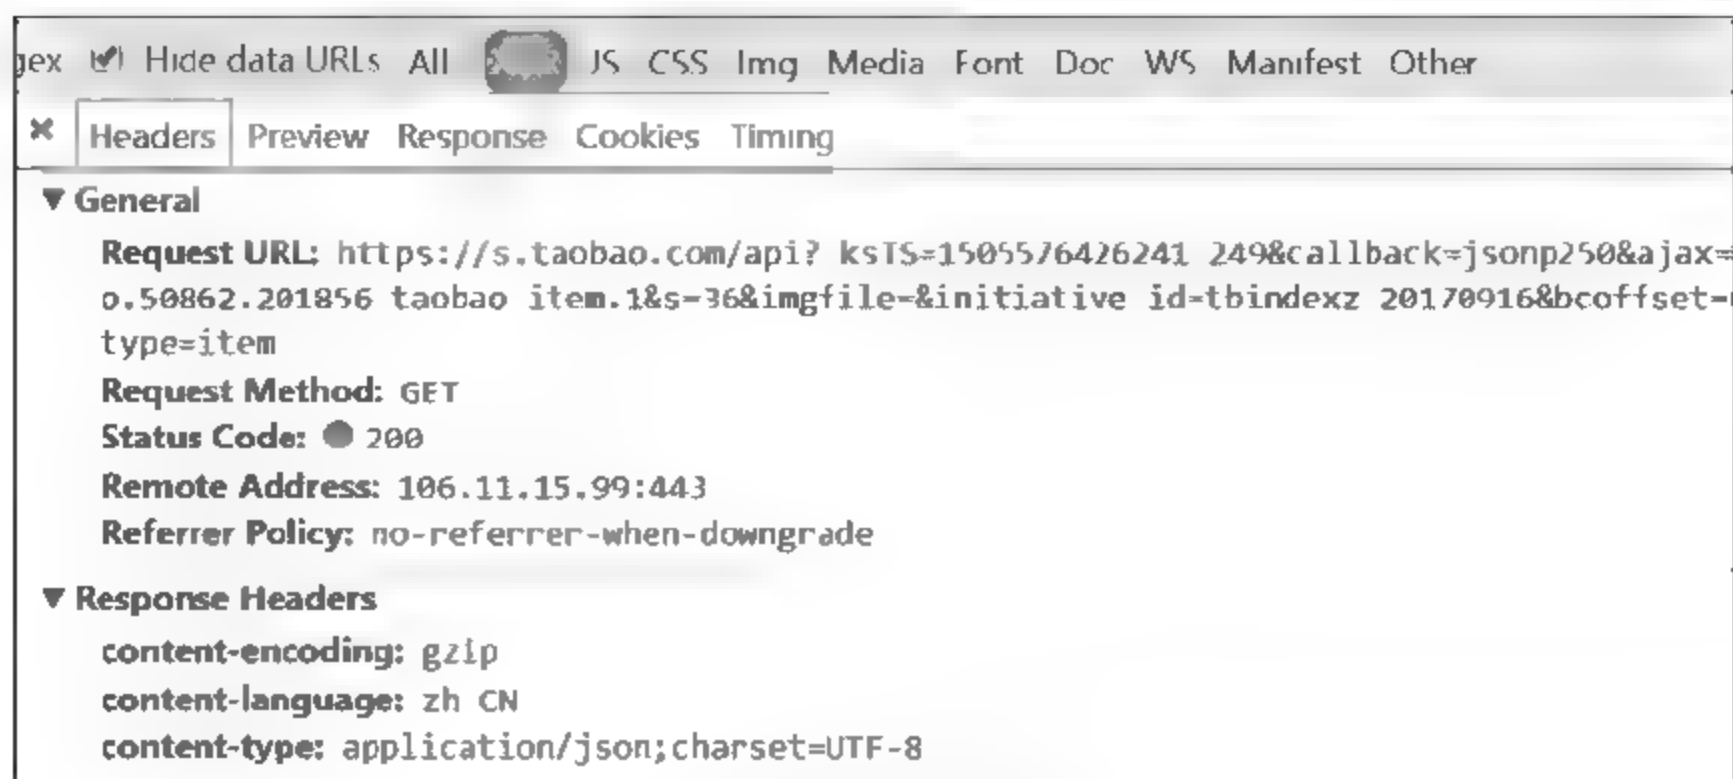 gex Hide data URLs All JS CSS Img Media Font Doc WS Manifest Other
× Headers Preview Response Cookies Timing
▼ General
Request URL: https://s.taobao.com/api? ksTS=1505576426241 249&callback=jsonp250&ajax=
o.50862.201856 taobao item.1&s=36&imgfile=&initiative id=tbindexz 20170916&bcoffset=
type=item
Request Method: GET
Status Code: 200
Remote Address: 106.11.15.99:443
Referrer Policy: no-referrer-when-downgrade
▼ Response Headers
content-encoding: gzip
content-language: zh CN
content-type: application/json;charset=UTF-8